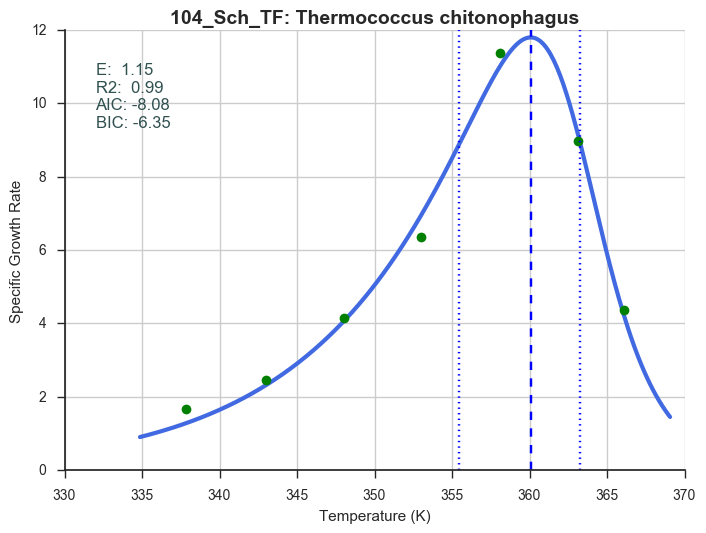 104_Sch_TF: Thermococcus chitonophagus
E:  1.15
R2:  0.99
AIC: -8.08
BIC: -6.35
Specific Growth Rate
12
10
8
6
4
2
0
330 335 340 345 350 355 360 365 370
Temperature (K)